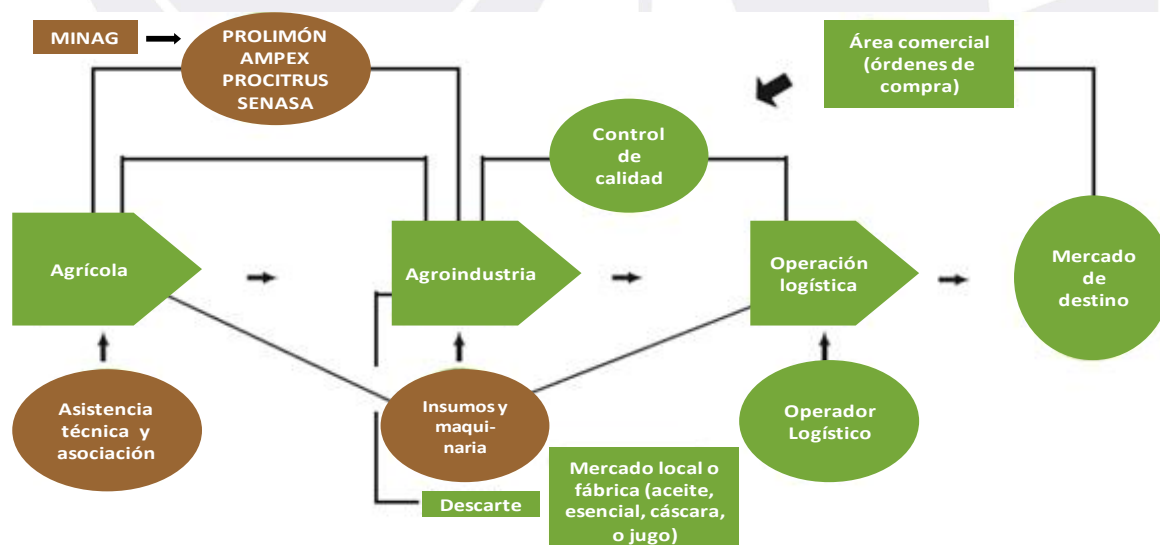 MINAG
PROLIMÓN
AMPEX
PROCITRUS
SENASA
Área comercial
(órdenes de
compra)
Control
de
calidad
Agrícola
Agroindustria
Operación
logística
Mercado
de
destino
Asistencia
técnica y
asociación
Insumos y
maqui-
naria
Operador
Logístico
Descarte
Mercado local o
fábrica (aceite,
esencial, cáscara,
o jugo)